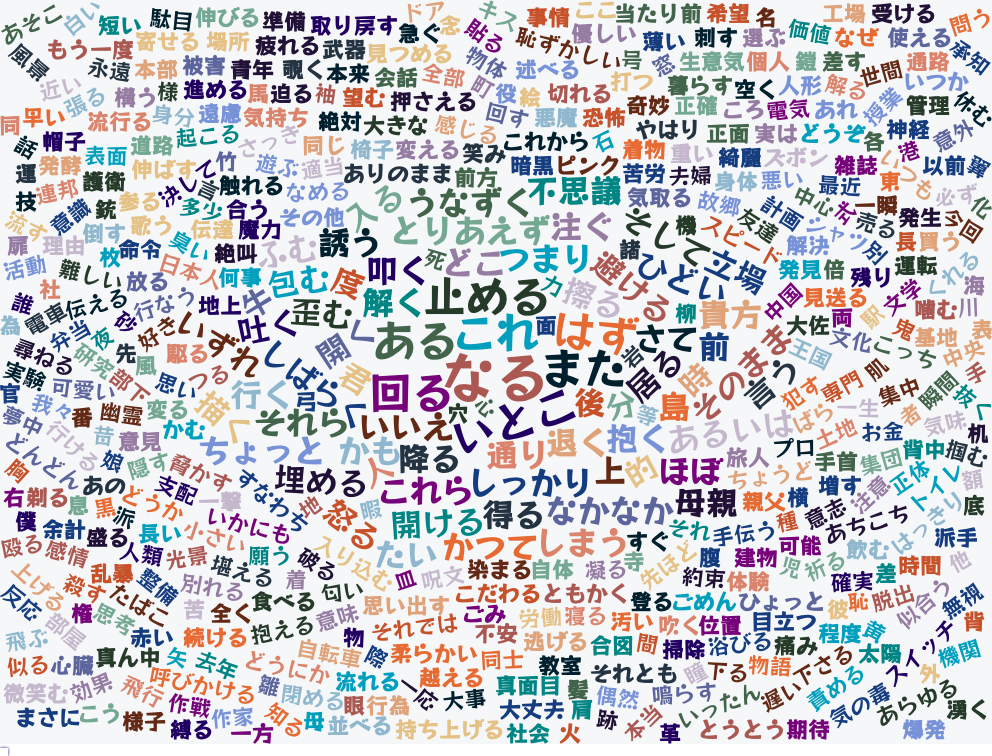 あそこ 白い 短い 駄目 伸びる 準備 取り戻す ドア 念 キス 事情 ここ 当たり前 希望 名 工場 受ける 問う
風景 もう一度 寄せる 場所 疲れる 武器 急ぐ 見つめる 貼る 恥ずかしい 優しい 薄い 刺す 選ぶ 価値 なぜ 使える 承知
近い 永遠 本部 被害 青年 覗く 本来 会話 全部 物体 述べる 号 窓 生意気 個人 鎧 差す 世間 通路
張る 構う 様 進める 馬 迫る 袖 望む 押さえる 町 役 絵 切れる 打つ 暮らす 空く 人形 解る 授業 いつか 休む
同 早い 流行る 身分 遠慮 気持ち 絶対 大きな 感じる 回す 悪魔 恐怖 奇妙 正確 ころ 電気 あれ 管理
話 帽子 道路 起こる さっき 同じ 椅子 変える 笑み これから 石 やはり 正面 実は どうぞ 各 神経 意外
運 発酵 表面 伸ばす 竹 遊ぶ 適当 ありのまま 前方 暗黒 ピンク 着物 重い 綺麗 ズボン 雑誌 い 港 以前 翼
技 連邦 護衛 決して 言 触れる なめる 不思議 苦労 夫婦 気取る 身体 悪い 最近 東 いつも 必ず 化
流す 意識 銃 参る 多少 合う その他 入る うなずく 故郷 計画 中心 一瞬
扉 理由 倒す 歌う 伝達 魔力 誘う とりあえず 注ぐ そして 機 スピード 友達 シャツ 売る 発生 今回
活動 難しい 枚 命令 臭い 絶叫 ふむ 叩く 死 どこ つまり 避ける 諸 ひどい 立場 解決 別 長 買う
社 放る 日本人 何事 包む 度 解く 止める 力 擦る 発見 倍 残り 運転 くれる 海
誰 電車 伝える 行なう 地上 牛 歪む ある これ 面 はず さて 柳 貴方 中国 見送る 文学 噛む 川
為 弁当 夜 空 好き いずれ 吐く 開く 岩 前 大佐 両 駅 鬼 基地 表
尋ねる 研究 先 風 駆る しばらく 君 なる また 居る そのまま 王国 文化 こっち 中央
実験 部下 思い つる 行く 弓 回る 時 言う 犯す 専門 肌 集中 瞬間 技
官 我々 可愛い 番 幽霊 変る 描く それぞれ 穴 いとこ 後 分 等 島 ばら 一生 者 抜く
夢中 行ける 昔 意見 かむ いいえ あるいは プロ 土地 お金 気味 机
どんどん 娘 隠す 脅かす ちょっと かも 人 降る 通り 退く 抱く 旅人 ちょうど 手首 集団 背中 掴む
胸 あの どうか 支配 すなわち 埋める これら しっかり 上 的 ほぼ 親父 横 増す 注意 正体 トイレ 額
右 剃る 息 黒 派 一撃 地 暇 得る なかなか 母親 種 意志 あちこち はっきり 底
僕 余計 盛る 長い 小さい いかにも 怒る 開ける それ 手伝う 飲む 派手
殴る 感情 人類 光景 堪える 願う 破る 入り込む たい かつて しまう すぐ 先ほど 腹 建物 可能
上げる 殺す 乱暴 整備 別れる 着 匂い 皿 呪文 染まる 自体 凝る 寺 約束 体験 児 祈る 確実 差 時間 他
反応 権 たばこ 苦 全く 食べる 意味 思い出す こだわる ともかく 登る ごめん ひょっと 彼 恥 脱出 似合う 無視
飛ぶ 部屋 思考 赤い 続ける 抱える 物 それでは ごみ 労働 寝る 汚い 吹く 位置 目立つ 程度 黄 背
似る 心臓 真ん中 矢 去年 どうにか 自転車 際 柔らかい 不安 同士 逃げる 合図 間 掃除 浴びる 痛み 太陽 スイッチ 機関
微笑む 効果 飛行 呼びかける 雛 閉める 流れる 一応 越える 教室 それとも 瞳 下る 物語 下さる 責める 外
まさに こう 作戦 作家 知る 母 眼 行為 大事 真面目 髪 偶然 鳴らす いったん 遅い 気の毒 あらゆる 湧く
様子 縛る 一方 並べる 持ち上げる 大丈夫 社会 肩 火 跡 本当 革 とうとう 期待 爆発